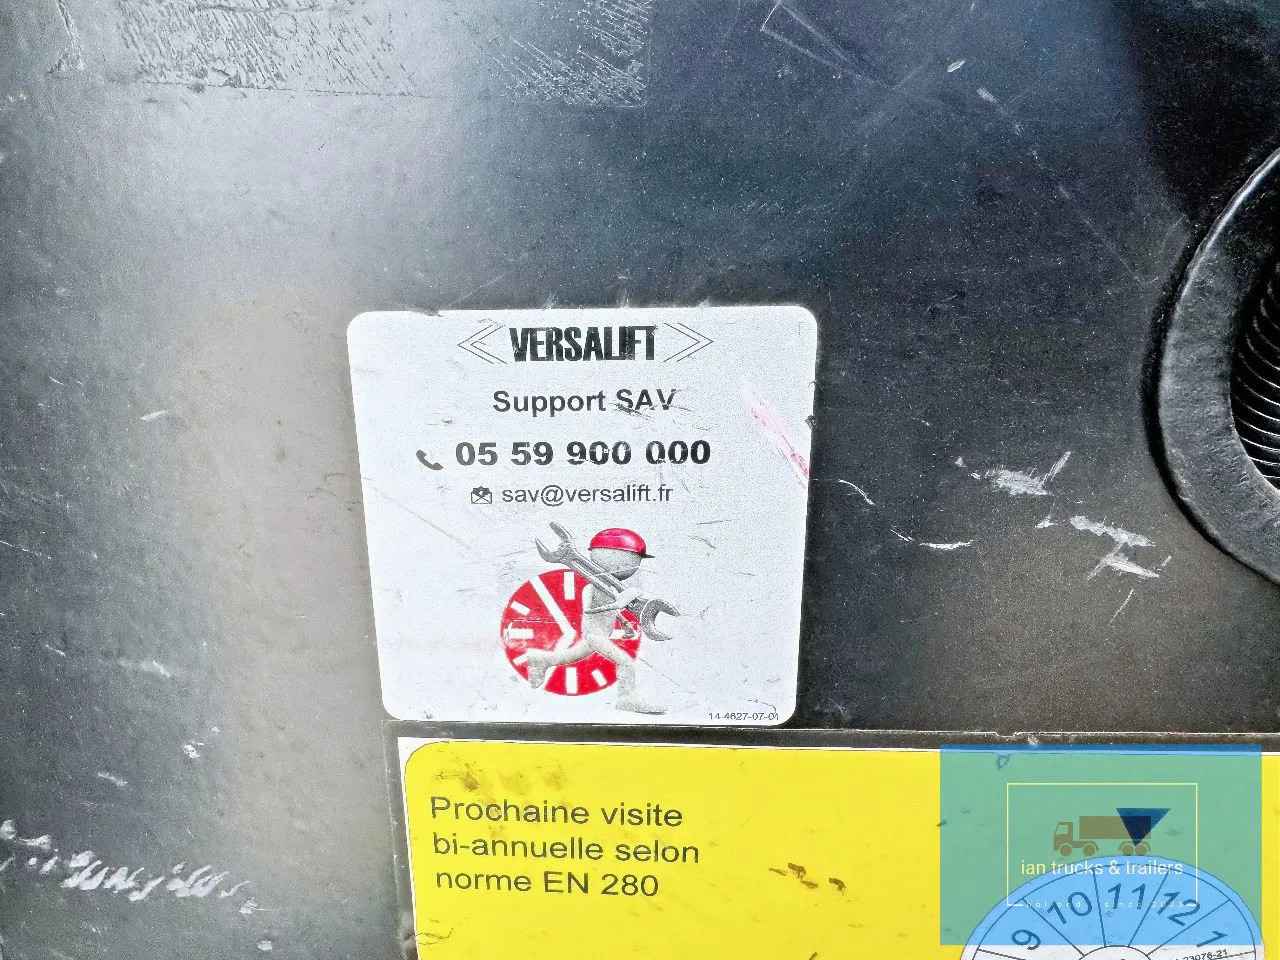 VERSALIFT
Support SAV
05 59 900 000
sav@versalift.fr
14-4627-07-01
Prochaine visite
bi-annuelle selon
norme EN 280
ian trucks & trailers
9 10 11 12 1